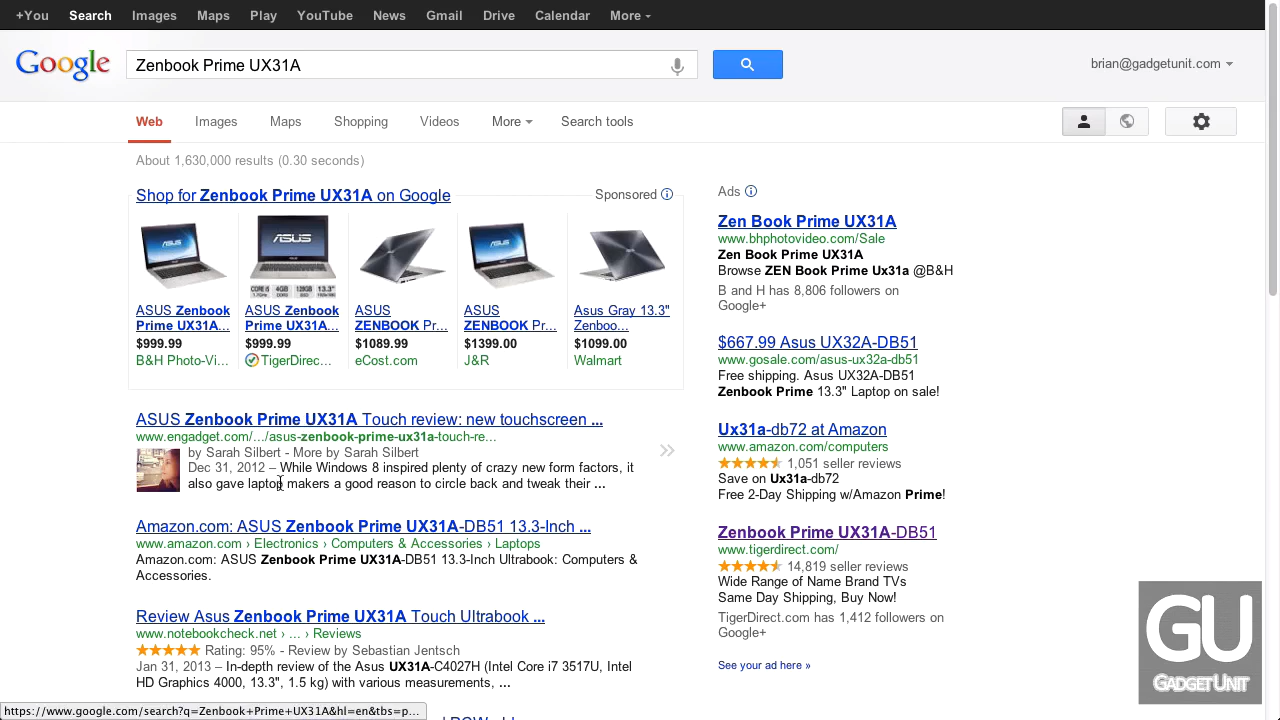 +You Search Images Maps Play YouTube News Gmail Drive Calendar More
Google
Zenbook Prime UX31A
brian@gadgetunit.com
Web Images Maps Shopping Videos More Search tools
About 1,630,000 results (0.30 seconds)
Shop for Zenbook Prime UX31A on Google
Sponsored
ASUS
CORE i5 4GB 128GB 13.3"
ASUS Zenbook
Prime UX31A...
$999.99
B&H Photo-Vi...
ASUS Zenbook
Prime UX31A...
$999.99
TigerDirec...
ASUS
ZENBOOK Pr...
$1089.99
eCost.com
ASUS
ZENBOOK Pr...
$1399.00
J&R
Asus Gray 13.3"
Zenboo...
$1099.00
Walmart
ASUS Zenbook Prime UX31A Touch review: new touchscreen ...
www.engadget.com/.../asus-zenbook-prime-ux31a-touch-re...
by Sarah Silbert - More by Sarah Silbert
Dec 31, 2012 – While Windows 8 inspired plenty of crazy new form factors, it
also gave laptop makers a good reason to circle back and tweak their ...
Amazon.com: ASUS Zenbook Prime UX31A-DB51 13.3-Inch ...
www.amazon.com › Electronics › Computers & Accessories › Laptops
Amazon.com: ASUS Zenbook Prime UX31A-DB51 13.3-Inch Ultrabook: Computers &
Accessories.
Review Asus Zenbook Prime UX31A Touch Ultrabook ...
www.notebookcheck.net › ... › Reviews
Rating: 95% - Review by Sebastian Jentsch
Jan 31, 2013 – In-depth review of the Asus UX31A-C4027H (Intel Core i7 3517U, Intel
HD Graphics 4000, 13.3", 1.5 kg) with various measurements, ...
Ads
Zen Book Prime UX31A
www.bhphotovideo.com/Sale
Zen Book Prime UX31A
Browse ZEN Book Prime Ux31a @B&H
B and H has 8,806 followers on
Google+
$667.99 Asus UX32A-DB51
www.gosale.com/asus-ux32a-db51
Free shipping. Asus UX32A-DB51
Zenbook Prime 13.3" Laptop on sale!
Ux31a-db72 at Amazon
www.amazon.com/computers
1,051 seller reviews
Save on Ux31a-db72
Free 2-Day Shipping w/Amazon Prime!
Zenbook Prime UX31A-DB51
www.tigerdirect.com/
14,819 seller reviews
Wide Range of Name Brand TVs
Same Day Shipping, Buy Now!
TigerDirect.com has 1,412 followers on
Google+
See your ad here »
GU
GADGETUNIT
https://www.google.com/search?q=Zenbook+Prime+UX31A&hl=en&tbs=p...